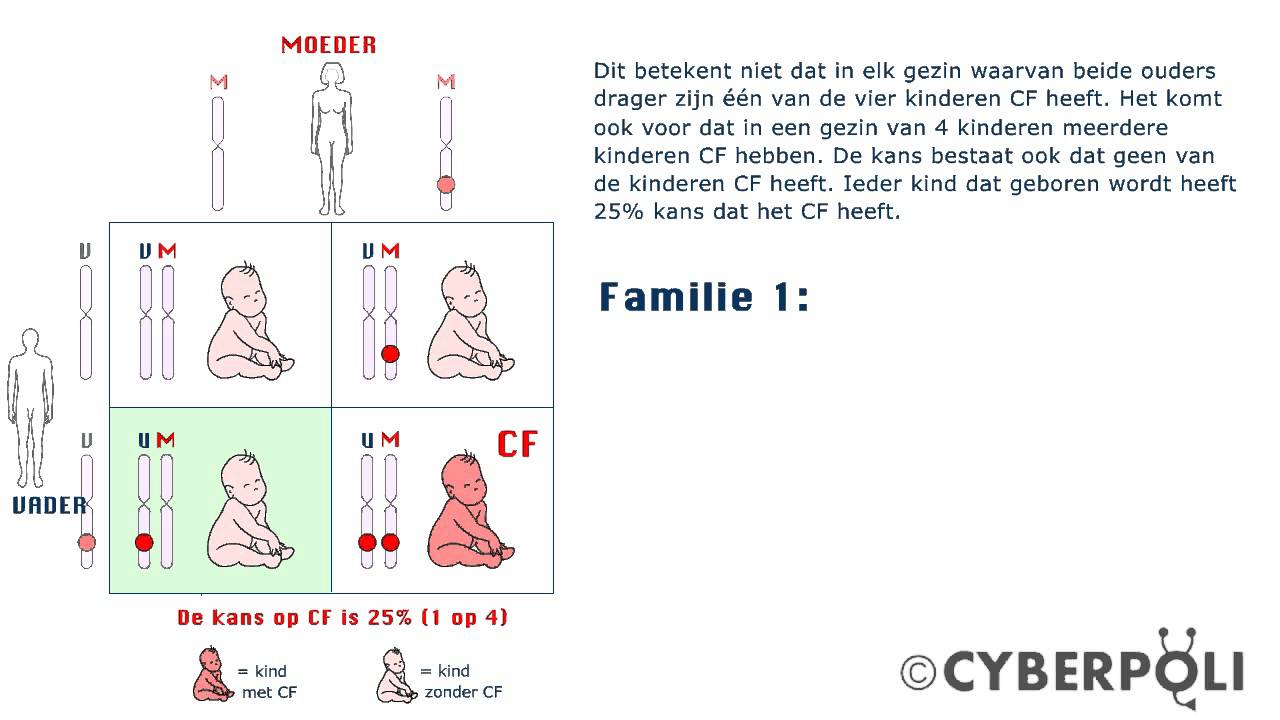 MOEDER
M
M
Dit betekent niet dat in elk gezin waarvan beide ouders
drager zijn één van de vier kinderen CF heeft. Het komt
ook voor dat in een gezin van 4 kinderen meerdere
kinderen CF hebben. De kans bestaat ook dat geen van
de kinderen CF heeft. Ieder kind dat geboren wordt heeft
25% kans dat het CF heeft.
V
V M
V M
Familie 1:
V
V M
V M
CF
VADER
De kans op CF is 25% (1 op 4)
= kind
met CF
= kind
zonder CF
© CYBERPOLI